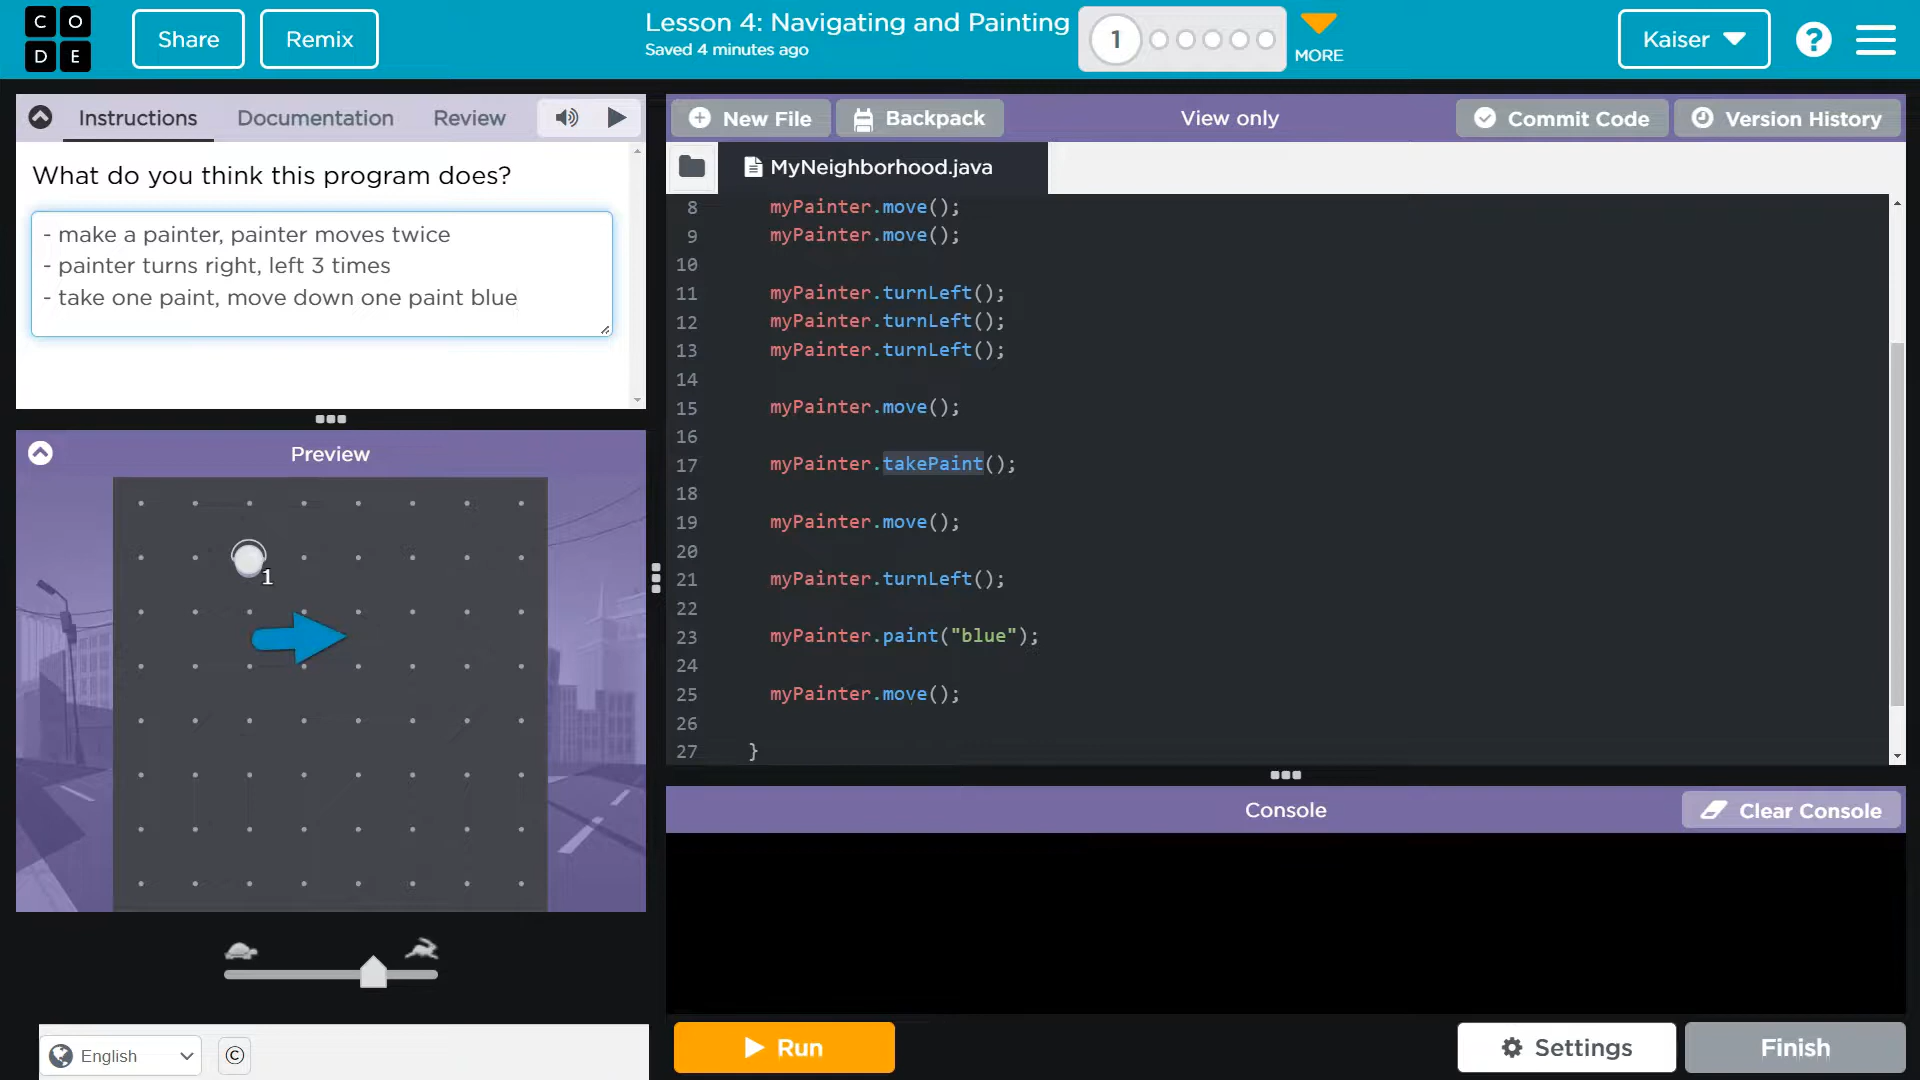 C O
D E
Share
Remix
Lesson 4: Navigating and Painting
Saved 4 minutes ago
1
MORE
Kaiser
?
Instructions
Documentation
Review
New File
Backpack
View only
Commit Code
Version History
What do you think this program does?
- make a painter, painter moves twice
- painter turns right, left 3 times
- take one paint, move down one paint blue
MyNeighborhood.java
8 myPainter.move();
9 myPainter.move();
10
11 myPainter.turnLeft();
12 myPainter.turnLeft();
13 myPainter.turnLeft();
14
15 myPainter.move();
16
17 myPainter.takePaint();
18
19 myPainter.move();
20
21 myPainter.turnLeft();
22
23 myPainter.paint("blue");
24
25 myPainter.move();
26
27 }
Preview
1
Console
Clear Console
English
©
Run
Settings
Finish